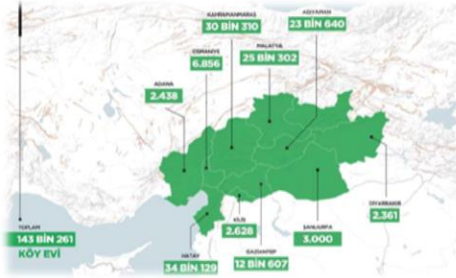 KAHRAMANMARAŞ
30 BİN 310
ADIYAMAN
23 BİN 640
OSMANİYE
6.856
MALATYA
25 BİN 302
ADANA
2.438
DİYARBAKIR
2.361
TOPLAM
143 BİN 261
KÖY EVİ
HATAY
34 BİN 129
KİLİS
2.628
GAZİANTEP
12 BİN 607
ŞANLIURFA
3.000